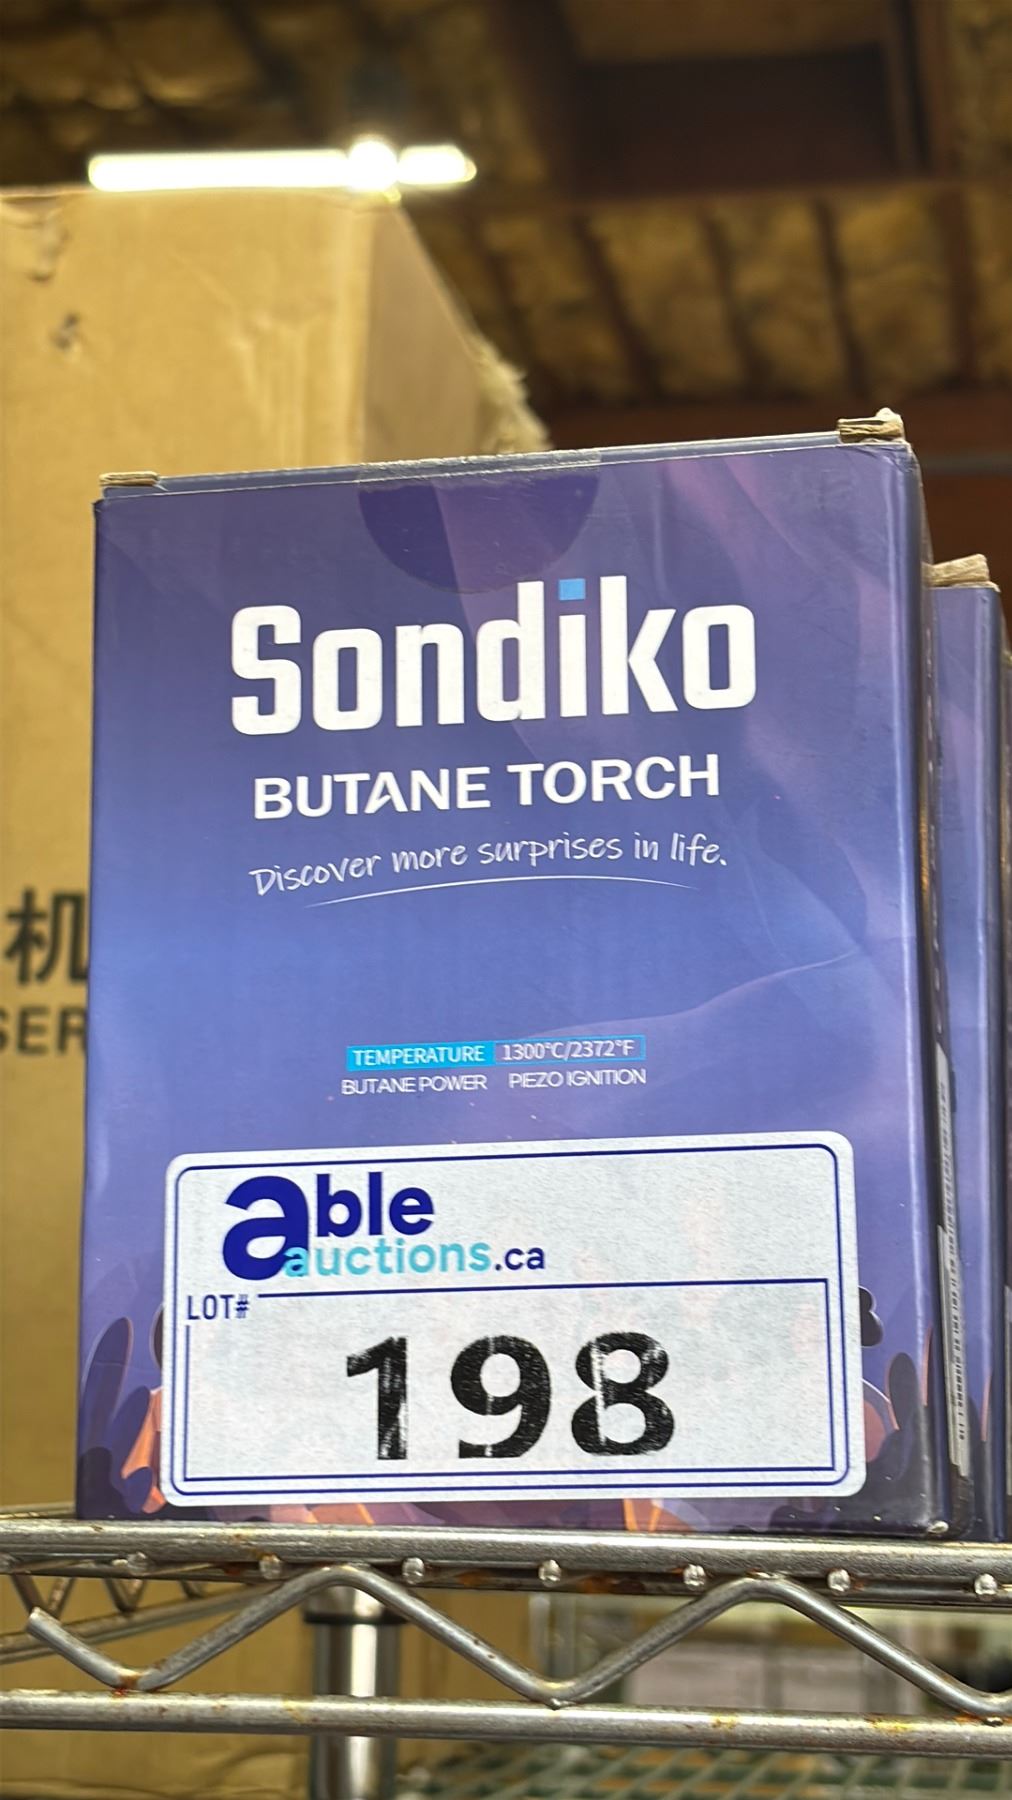 Sondiko
BUTANE TORCH
Discover more surprises in life.
机
SER
TEMPERATURE 1300°C/2372°F
BUTANE POWER PIEZO IGNITION
able
auctions.ca
LOT#
198